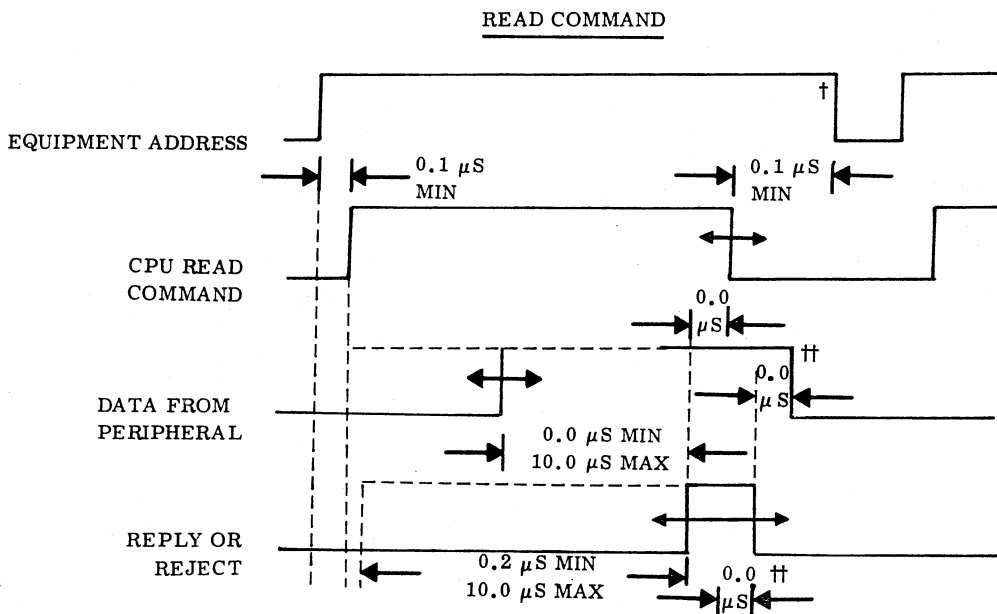 READ COMMAND
†
EQUIPMENT ADDRESS
0.1 μS
MIN
0.1 μS
MIN
CPU READ
COMMAND
0.0
μS
††
0.0
μS
DATA FROM
PERIPHERAL
0.0 μS MIN
10.0 μS MAX
REPLY OR
REJECT
0.2 μS MIN
10.0 μS MAX
0.0 ††
μS